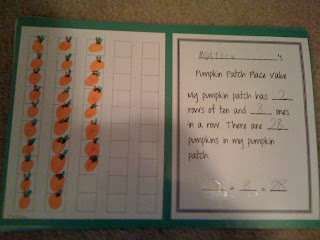 Matthew's
Pumpkin Patch Place Value
My pumpkin patch has 2
rows of ten and 8 ones
in a row. There are 28
pumpkins in my pumpkin
patch.
+ 8 = 28